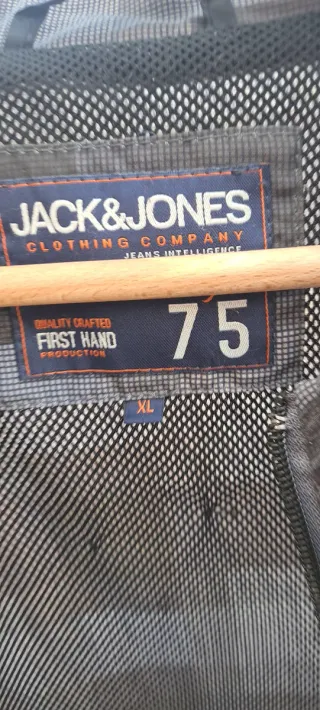 JACK&JONES
CLOTHING COMPANY
JEANS INTELLIGENCE
QUALITY CRAFTED
FIRST HAND
PRODUCTION
75
XL